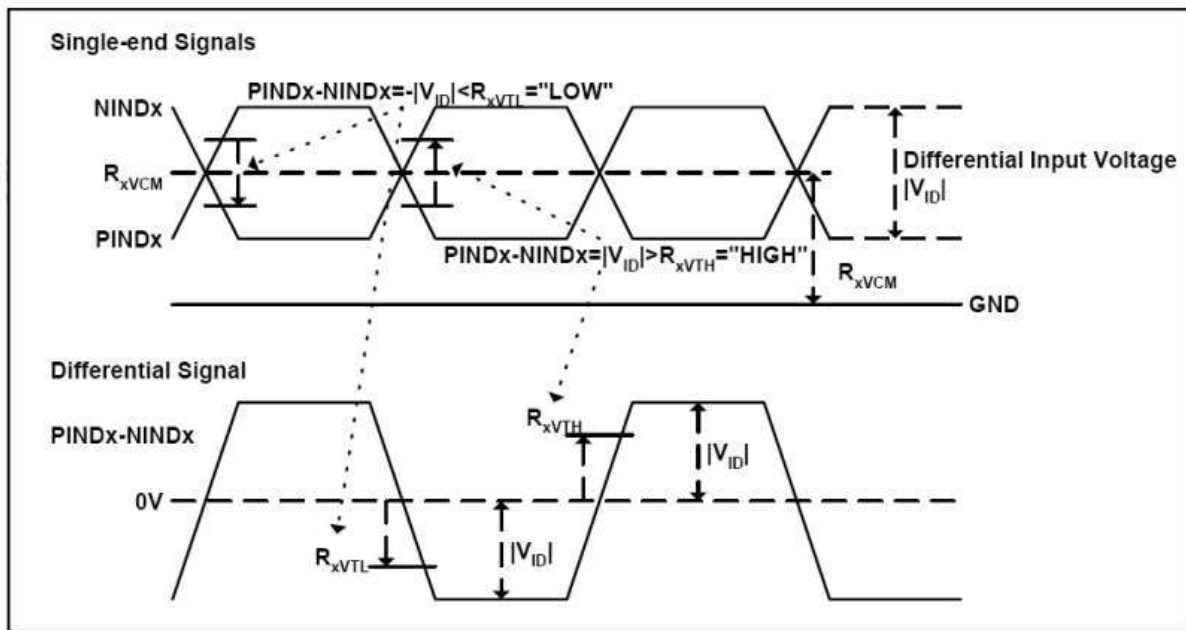 Single-end Signals
PINDx-NINDx=-|VID|<RxVTL="LOW"
NINDx
RxVCM
Differential Input Voltage
|VID|
PINDx
PINDx-NINDx=|VID|>RxVTH="HIGH"
RxVCM
GND
Differential Signal
RxVTH
PINDx-NINDx
|VID|
0V
RxVTL
|VID|